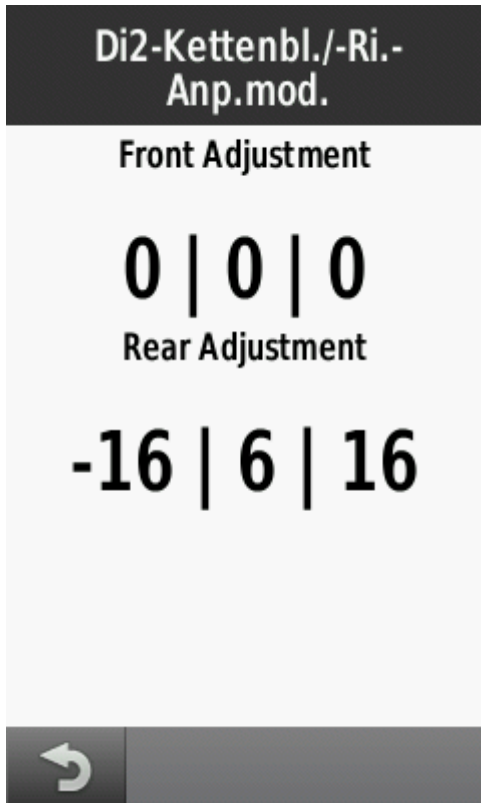 Di2-Kettenbl./-Ri.-
Anp.mod.
Front Adjustment
0 | 0 | 0
Rear Adjustment
-16 | 6 | 16